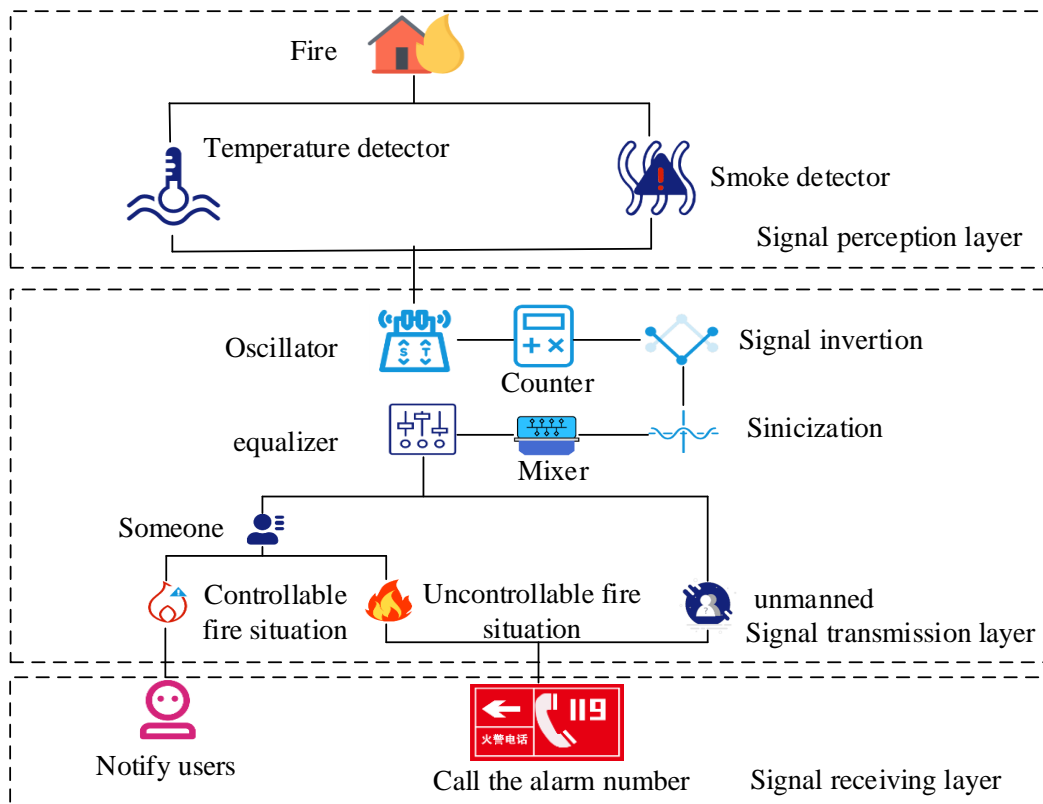 Fire
Temperature detector
Smoke detector
Signal perception layer
Oscillator
S T
Counter
Signal invertion
equalizer
Mixer
Sinicization
Someone
Controllable
fire situation
Uncontrollable fire
situation
unmanned
Signal transmission layer
119
火警电话
Notify users
Call the alarm number
Signal receiving layer